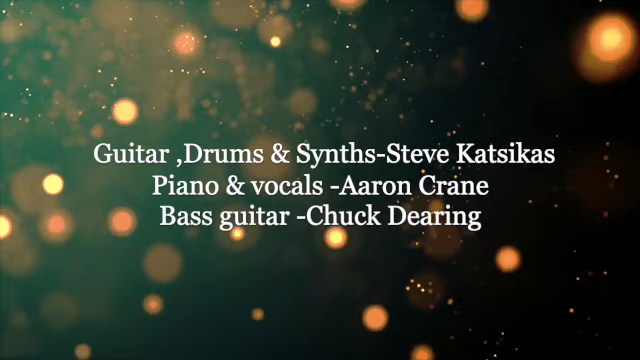 Guitar ,Drums & Synths-Steve Katsikas
Piano & vocals -Aaron Crane
Bass guitar -Chuck Dearing